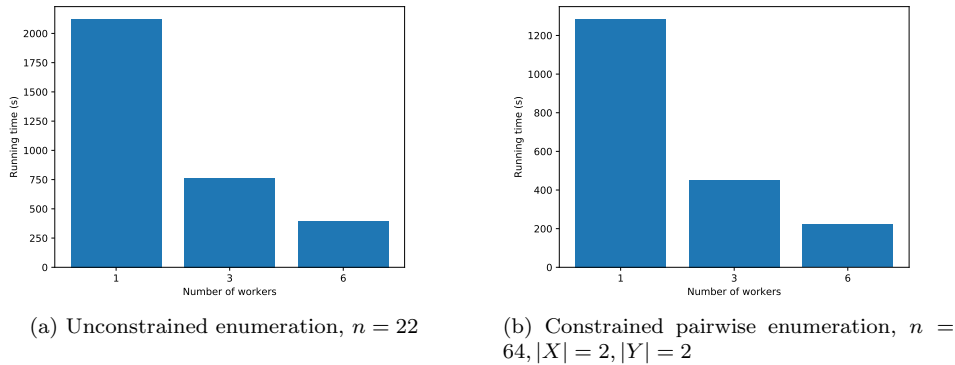 2000
1750
1500
1250
1000
750
500
250
0
Running time (s)
1 3 6
Number of workers
(a) Unconstrained enumeration, n = 22
1200
1000
800
600
400
200
0
Running time (s)
1 3 6
Number of workers
(b) Constrained pairwise enumeration, n =
64, |X| = 2, |Y| = 2